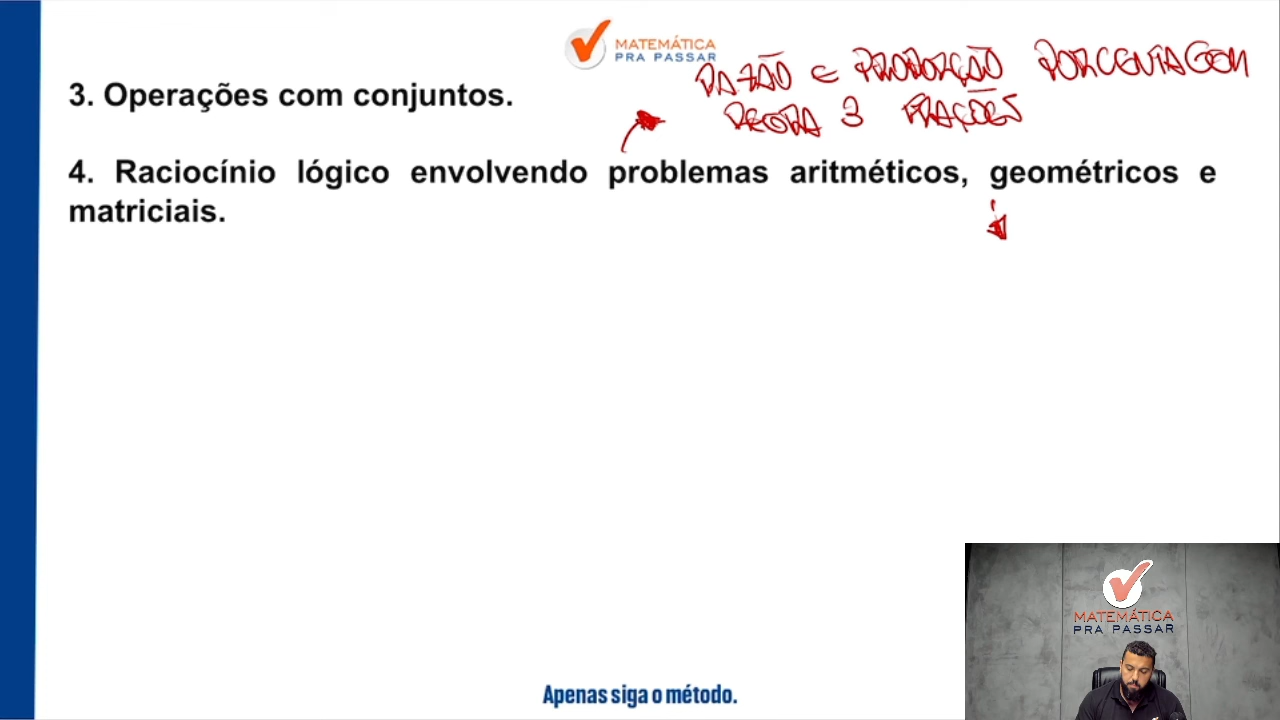 MATEMÁTICA
PRA PASSAR
RAZÃO E PROPORÇÃO PORCENTAGEM
REGRA 3 FRAÇÕES
3. Operações com conjuntos.
4. Raciocínio lógico envolvendo problemas aritméticos, geométricos e
matriciais.
MATEMÁTICA
PRA PASSAR
Apenas siga o método.